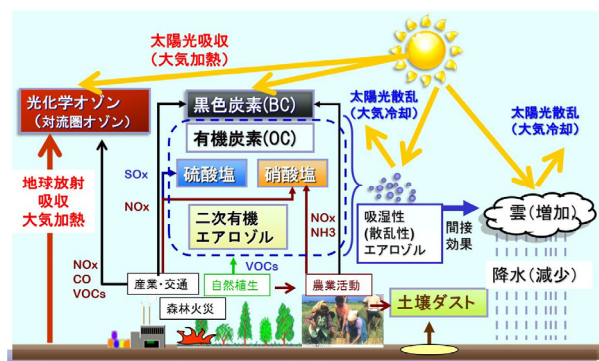 太陽光吸収
(大気加熱)
光化学オゾン
(対流圏オゾン)
黒色炭素(BC)
有機炭素(OC)
太陽光散乱
(大気冷却)
太陽光散乱
(大気冷却)
SOx
硫酸塩
硝酸塩
地球放射
吸収
大気加熱
NOx
二次有機
エアロゾル
NOx
NH3
吸湿性
(散乱性)
エアロゾル
間接
効果
雲(増加)
VOCs
NOx
CO
VOCs
産業・交通
自然植生
農業活動
降水(減少)
森林火災
土壌ダスト